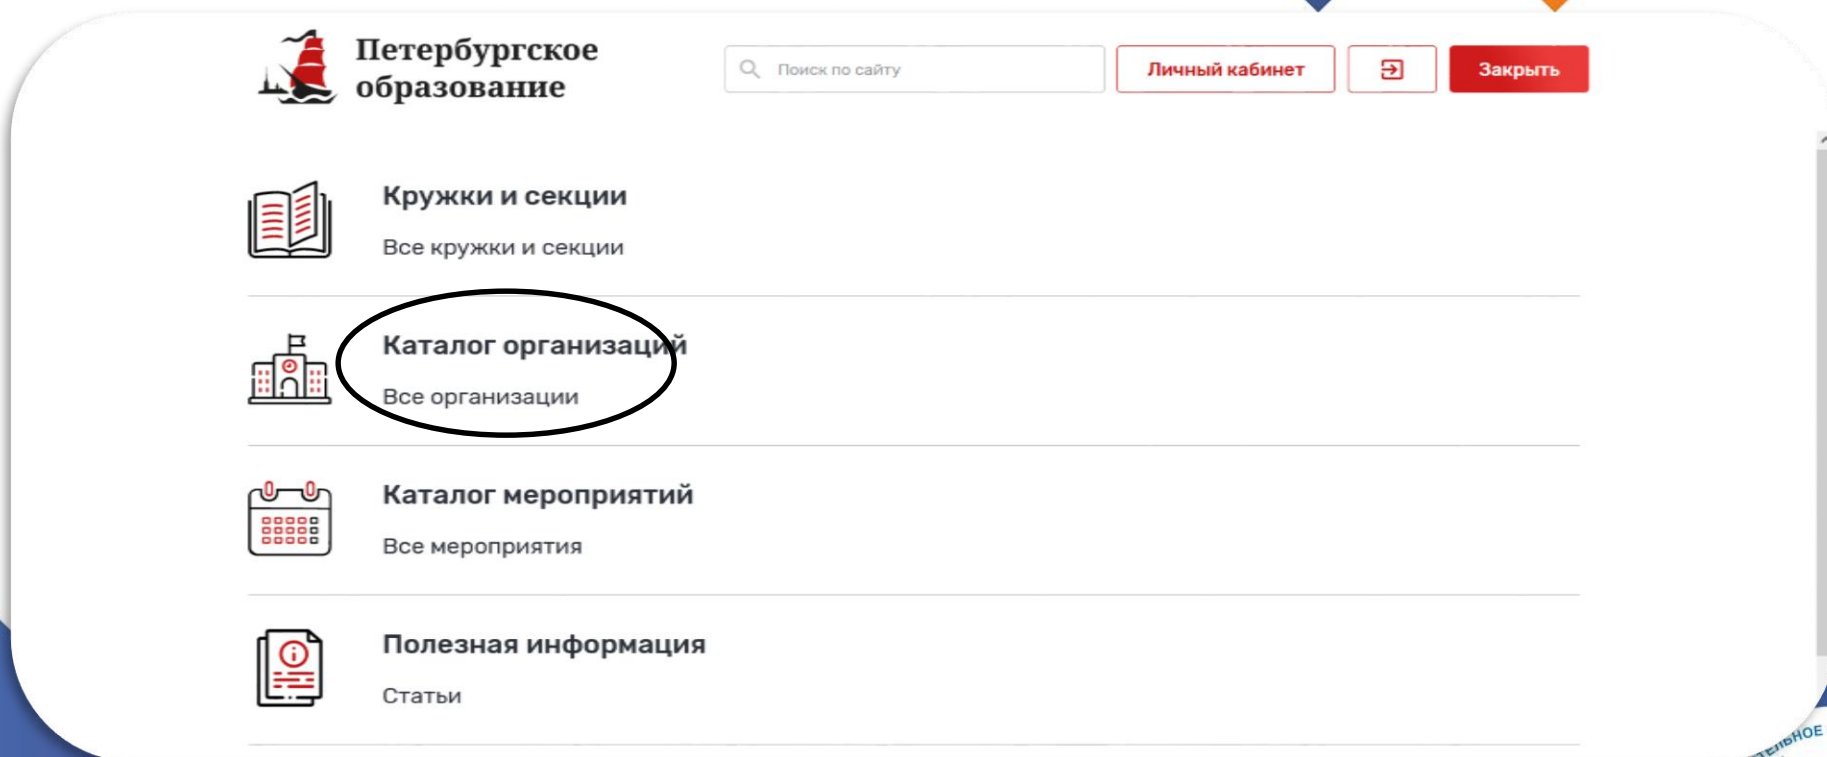 Петербургское
образование
Поиск по сайту
Личный кабинет
Закрыть
Кружки и секции
Все кружки и секции
Каталог организаций
Все организации
Каталог мероприятий
Все мероприятия
Полезная информация
Статьи